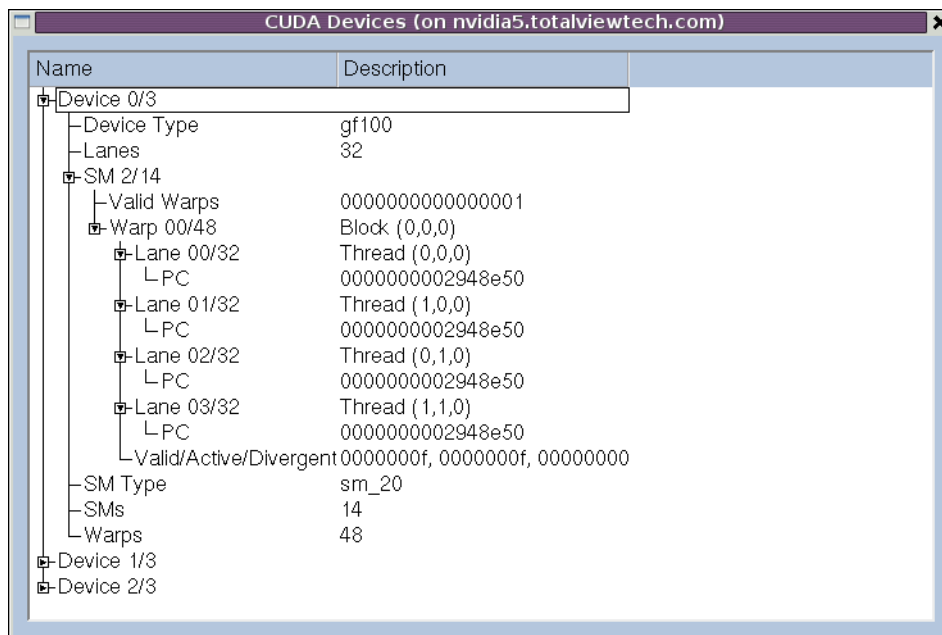 CUDA Devices (on nvidia5.totalviewtech.com)
Name Description
Device 0/3
Device Type gf100
Lanes 32
SM 2/14
Valid Warps 0000000000000001
Warp 00/48 Block (0,0,0)
Lane 00/32 Thread (0,0,0)
PC 0000000002948e50
Lane 01/32 Thread (1,0,0)
PC 0000000002948e50
Lane 02/32 Thread (0,1,0)
PC 0000000002948e50
Lane 03/32 Thread (1,1,0)
PC 0000000002948e50
Valid/Active/Divergent 0000000f, 0000000f, 00000000
SM Type sm_20
SMs 14
Warps 48
Device 1/3
Device 2/3